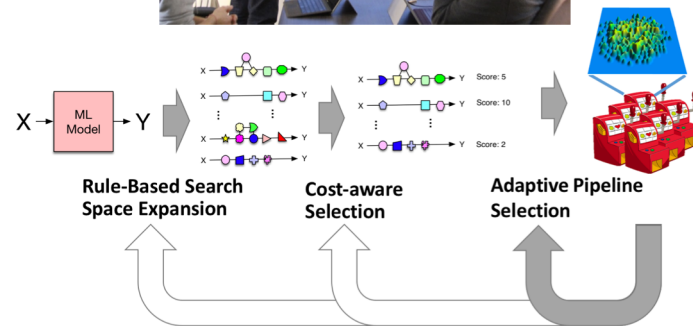 X
ML
Model
Y
X
Y
X
Y
X
Y
X
Y
X
Y
Score: 5
X
Y
Score: 10
X
Y
Score: 2
Rule-Based Search
Space Expansion
Cost-aware
Selection
Adaptive Pipeline
Selection